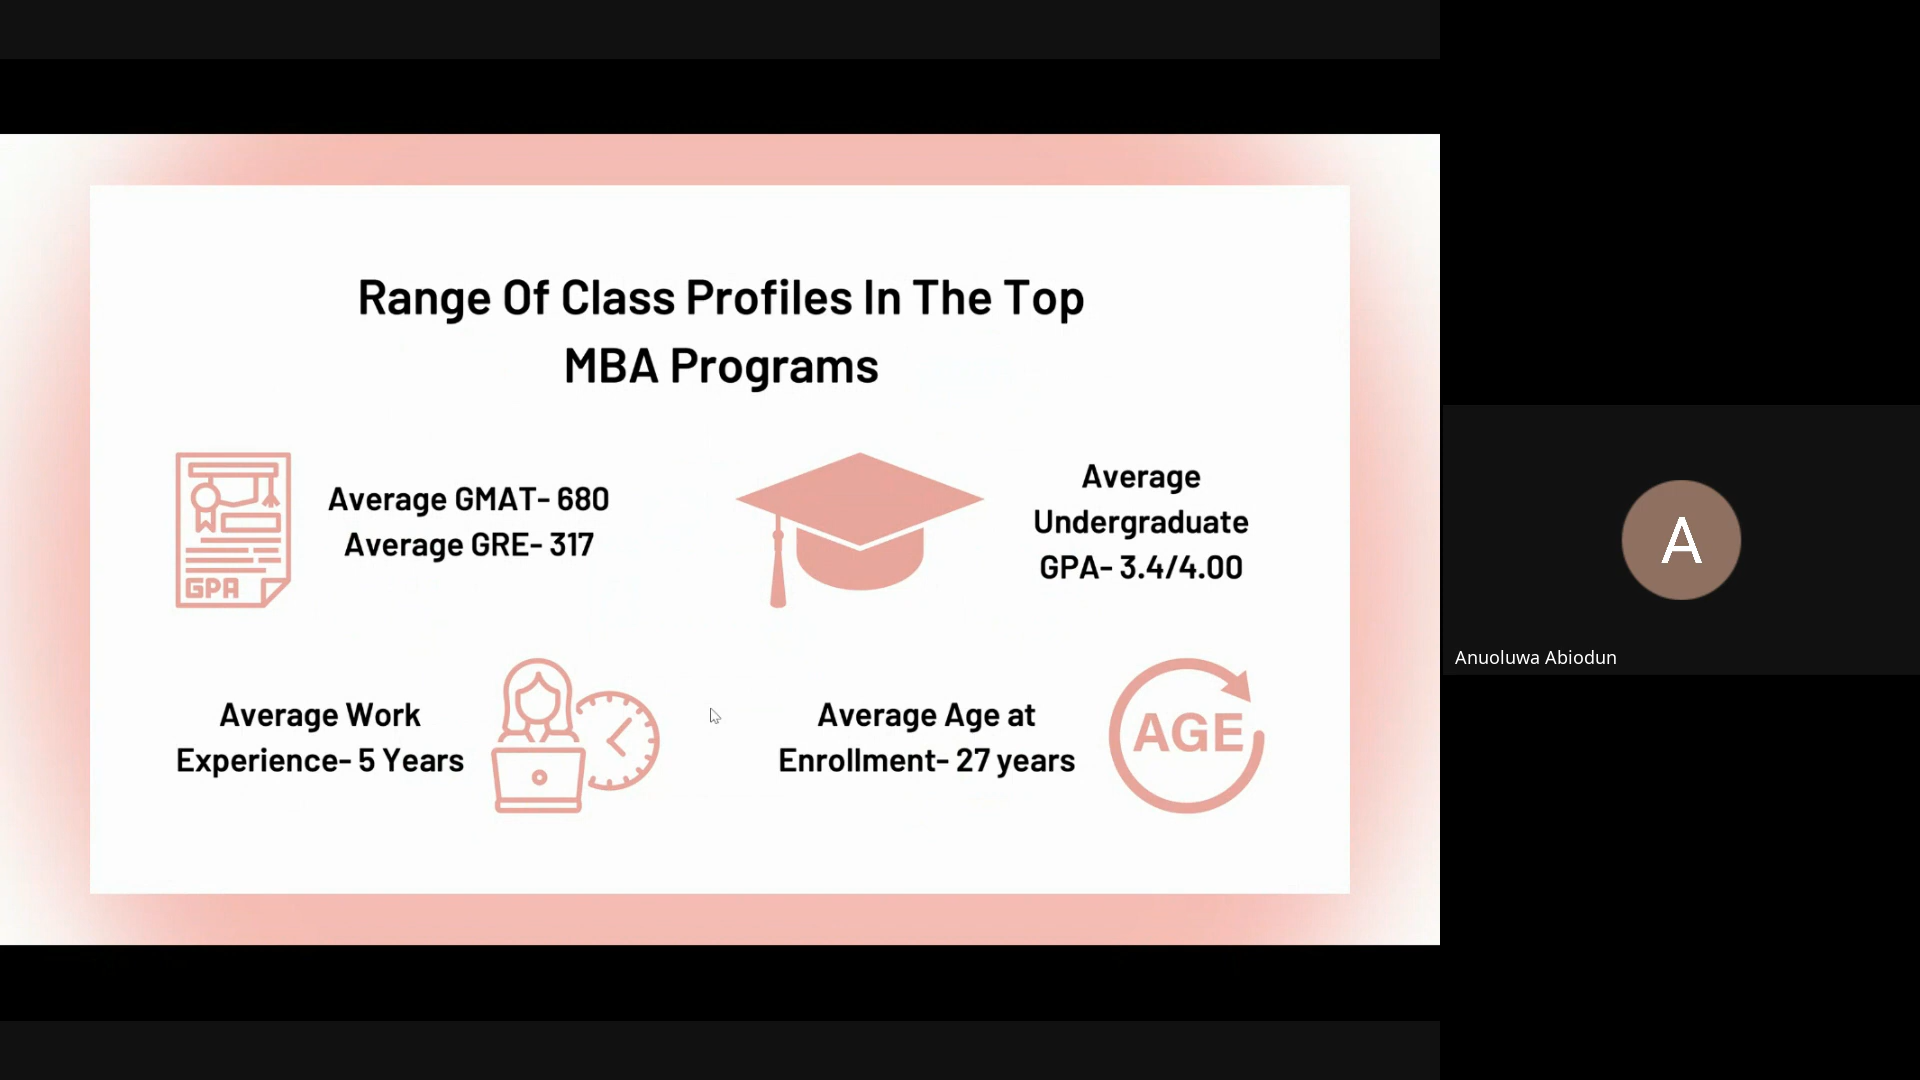 Range Of Class Profiles In The Top
MBA Programs
GPA
Average GMAT- 680
Average GRE- 317
Average
Undergraduate
GPA- 3.4/4.00
Average Work
Experience- 5 Years
Average Age at
Enrollment- 27 years
AGE
A
Anuoluwa Abiodun